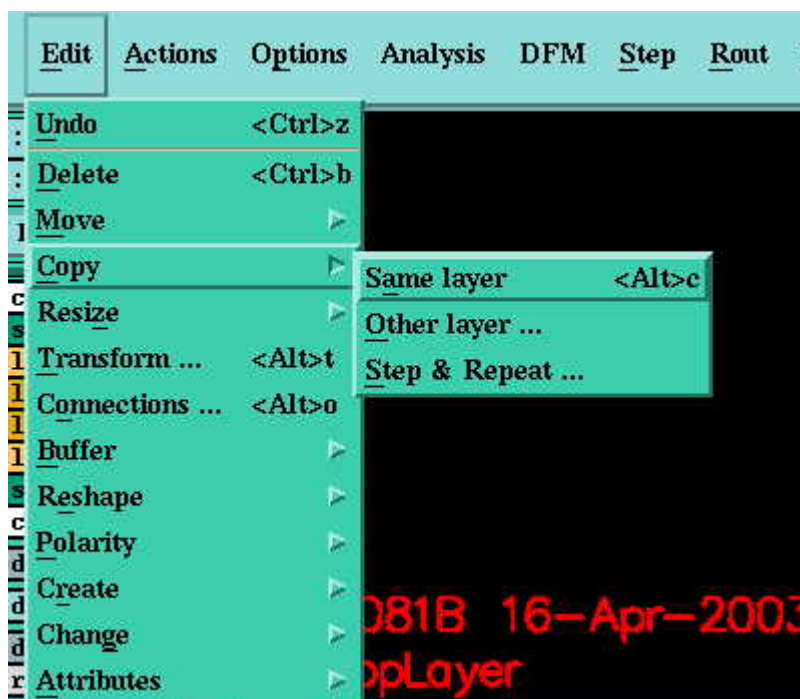 Edit Actions Options Analysis DFM Step Rout
Undo <Ctrl>z
Delete <Ctrl>b
Move
Copy
Same layer <Alt>c
Resize
Other layer ...
Transform ... <Alt>t
Step & Repeat ...
Connections ... <Alt>o
Buffer
Reshape
Polarity
Create
Change
Attributes
081B 16-Apr-2003
opLayer